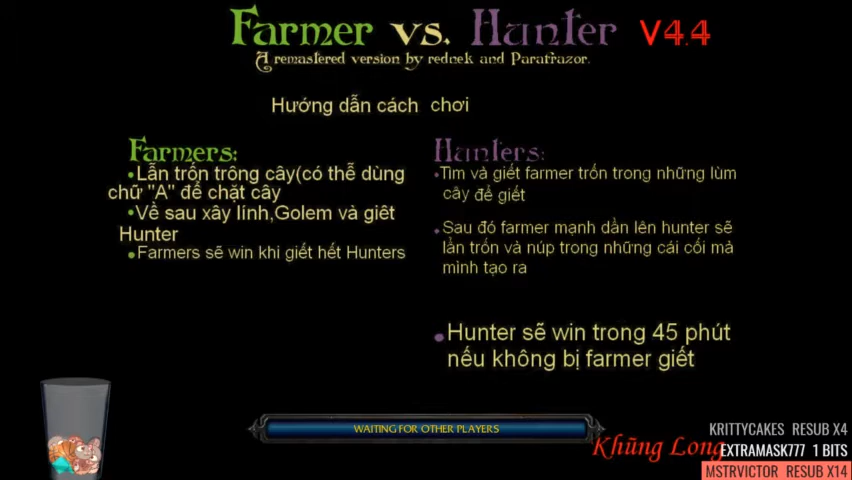 Farmer vs. Hunter V4.4
A remastered version by rednek and Parafrazor.
Hướng dẫn cách chơi
Farmers:
•Lẫn trốn trông cây(có thễ dùng
chữ "A" đễ chặt cây
•Về sau xây lính,Golem và giêt
Hunter
•Farmers sẽ win khi giết hết Hunters
Hunters:
•Tìm và giết farmer trốn trong những lùm
cây để giết
•Sau đó farmer mạnh dần lên hunter sẽ
lẩn trốn và núp trong những cái cối mà
mình tạo ra
•Hunter sẽ win trong 45 phút
nếu không bị farmer giết
WAITING FOR OTHER PLAYERS
Khũng Long
KRITTYCAKES RESUB X4
EXTRAMASK777 1 BITS
MSTRVICTOR RESUB X14